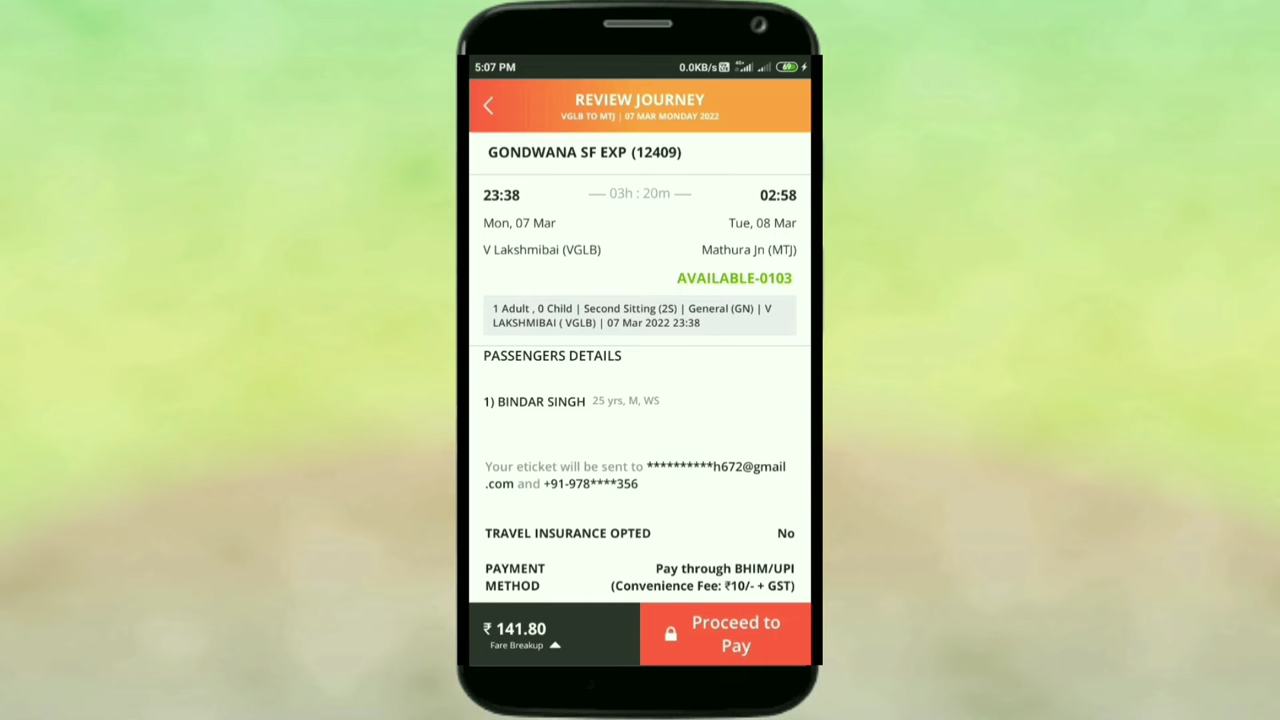 5:07 PM 0.0KB/s 4G+ 69
REVIEW JOURNEY
VGLB TO MTJ | 07 MAR MONDAY 2022
GONDWANA SF EXP (12409)
23:38 — 03h : 20m — 02:58
Mon, 07 Mar Tue, 08 Mar
V Lakshmibai (VGLB) Mathura Jn (MTJ)
AVAILABLE-0103
1 Adult , 0 Child | Second Sitting (2S) | General (GN) | V
LAKSHMIBAI ( VGLB) | 07 Mar 2022 23:38
PASSENGERS DETAILS
1) BINDAR SINGH 25 yrs, M, WS
Your eticket will be sent to **********h672@gmail
.com and +91-978****356
TRAVEL INSURANCE OPTED No
PAYMENT Pay through BHIM/UPI
METHOD (Convenience Fee: ₹10/- + GST)
₹ 141.80 Proceed to
Fare Breakup Pay